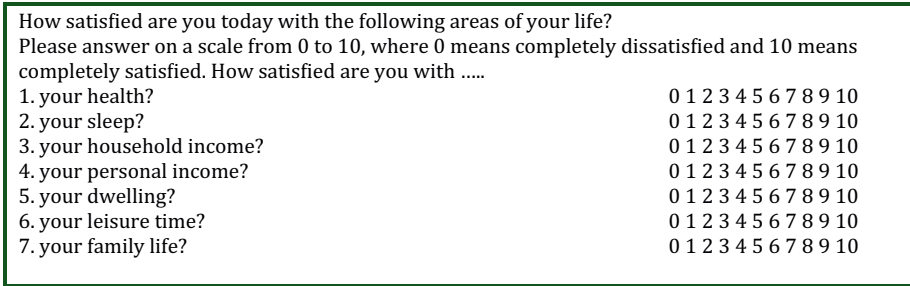 How satisfied are you today with the following areas of your life?
Please answer on a scale from 0 to 10, where 0 means completely dissatisfied and 10 means
completely satisfied. How satisfied are you with …..
1. your health? 0 1 2 3 4 5 6 7 8 9 10
2. your sleep? 0 1 2 3 4 5 6 7 8 9 10
3. your household income? 0 1 2 3 4 5 6 7 8 9 10
4. your personal income? 0 1 2 3 4 5 6 7 8 9 10
5. your dwelling? 0 1 2 3 4 5 6 7 8 9 10
6. your leisure time? 0 1 2 3 4 5 6 7 8 9 10
7. your family life? 0 1 2 3 4 5 6 7 8 9 10